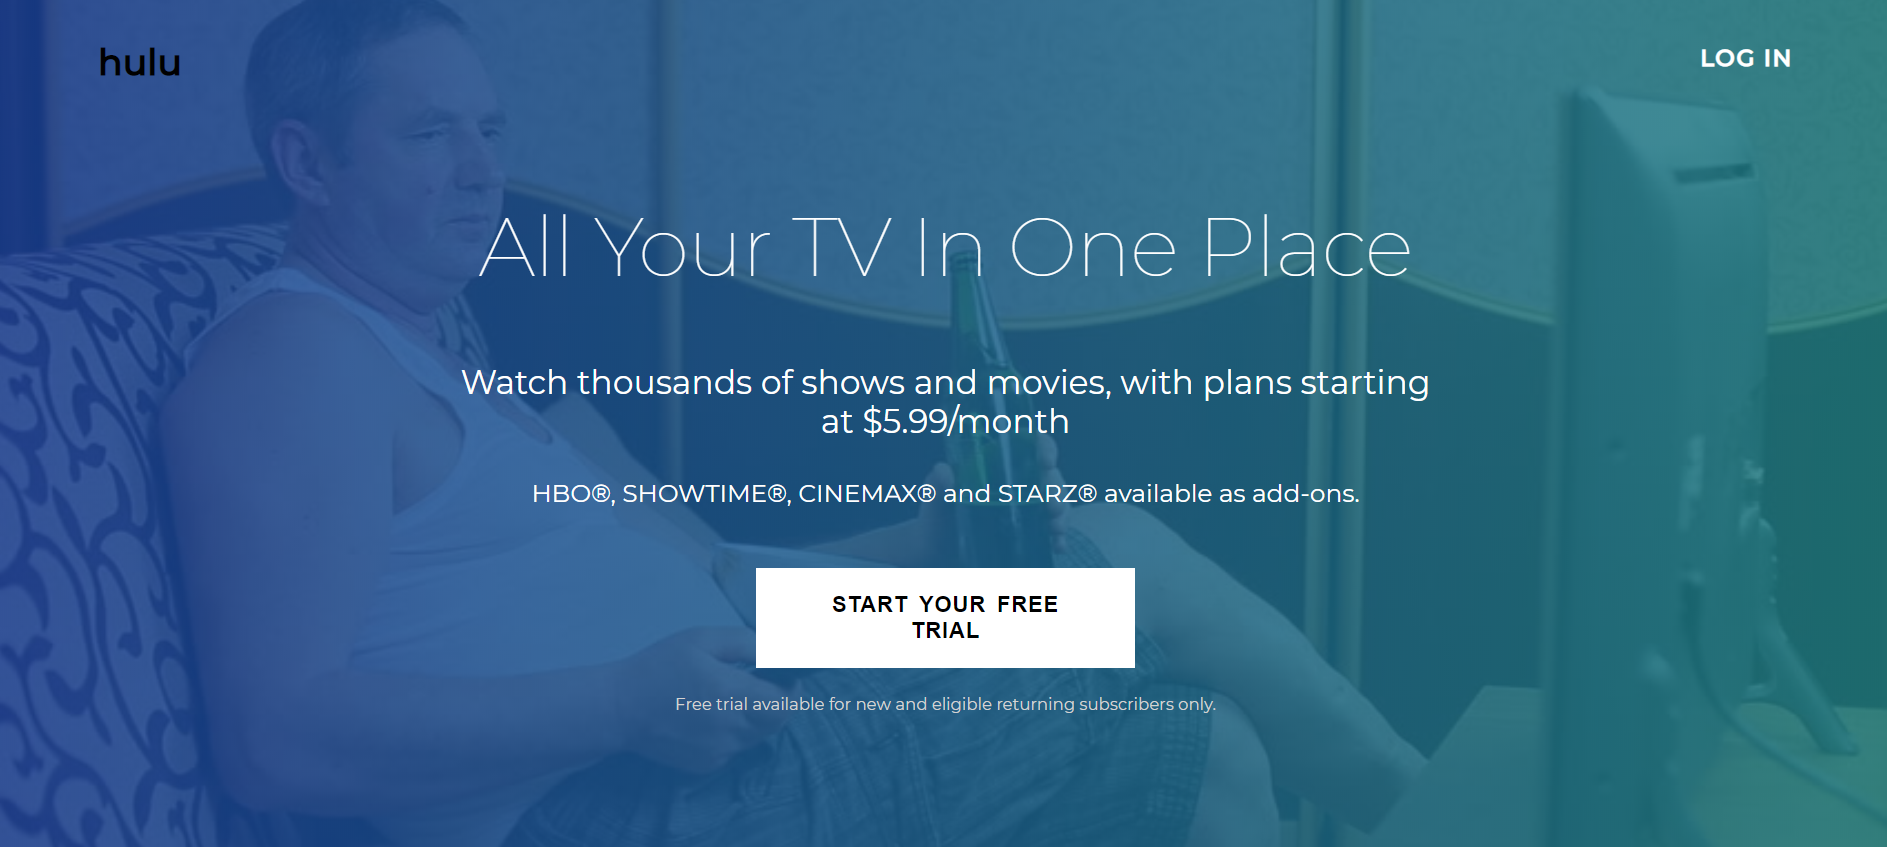 hulu
LOG IN
All Your TV In One Place
Watch thousands of shows and movies, with plans starting
at $5.99/month
HBO®, SHOWTIME®, CINEMAX® and STARZ® available as add-ons.
START YOUR FREE
TRIAL
Free trial available for new and eligible returning subscribers only.